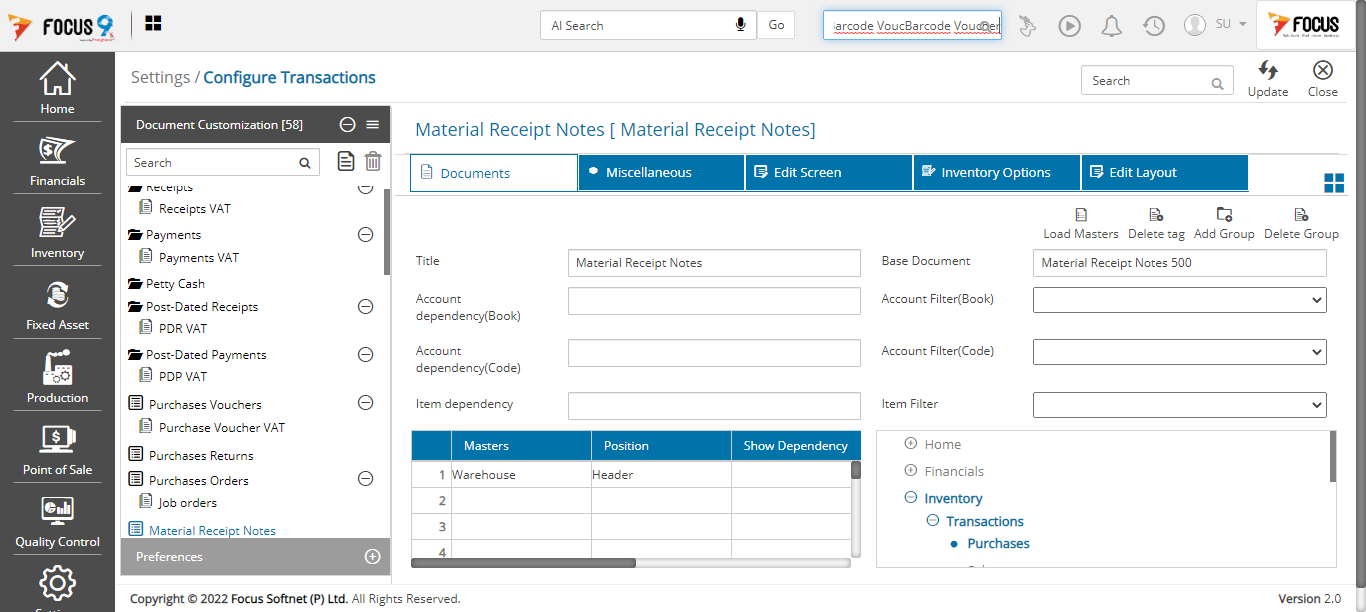 FOCUS 9
AI Search
Go
arcode VoucBarcode Voucher
SU
FOCUS
Settings / Configure Transactions
Search
Update
Close
Home
Financials
Inventory
Fixed Asset
Production
Point of Sale
Quality Control
Document Customization [58]
Search
Receipts
Receipts VAT
Payments
Payments VAT
Petty Cash
Post-Dated Receipts
PDR VAT
Post-Dated Payments
PDP VAT
Purchases Vouchers
Purchase Voucher VAT
Purchases Returns
Purchases Orders
Job orders
Material Receipt Notes
Preferences
Material Receipt Notes [ Material Receipt Notes]
Documents
Miscellaneous
Edit Screen
Inventory Options
Edit Layout
Load Masters
Delete tag
Add Group
Delete Group
Title
Material Receipt Notes
Base Document
Material Receipt Notes 500
Account
dependency(Book)
Account Filter(Book)
Account
dependency(Code)
Account Filter(Code)
Item dependency
Item Filter
Masters Position Show Dependency
1 Warehouse Header
2
3
4
Home
Financials
Inventory
Transactions
Purchases
Copyright © 2022 Focus Softnet (P) Ltd. All Rights Reserved.
Version 2.0